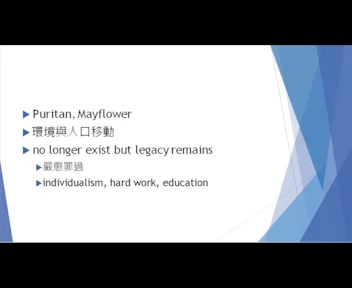 Puritan, Mayflower
環境與人口移動
no longer exist but legacy remains
嚴懲罪過
individualism, hard work, education